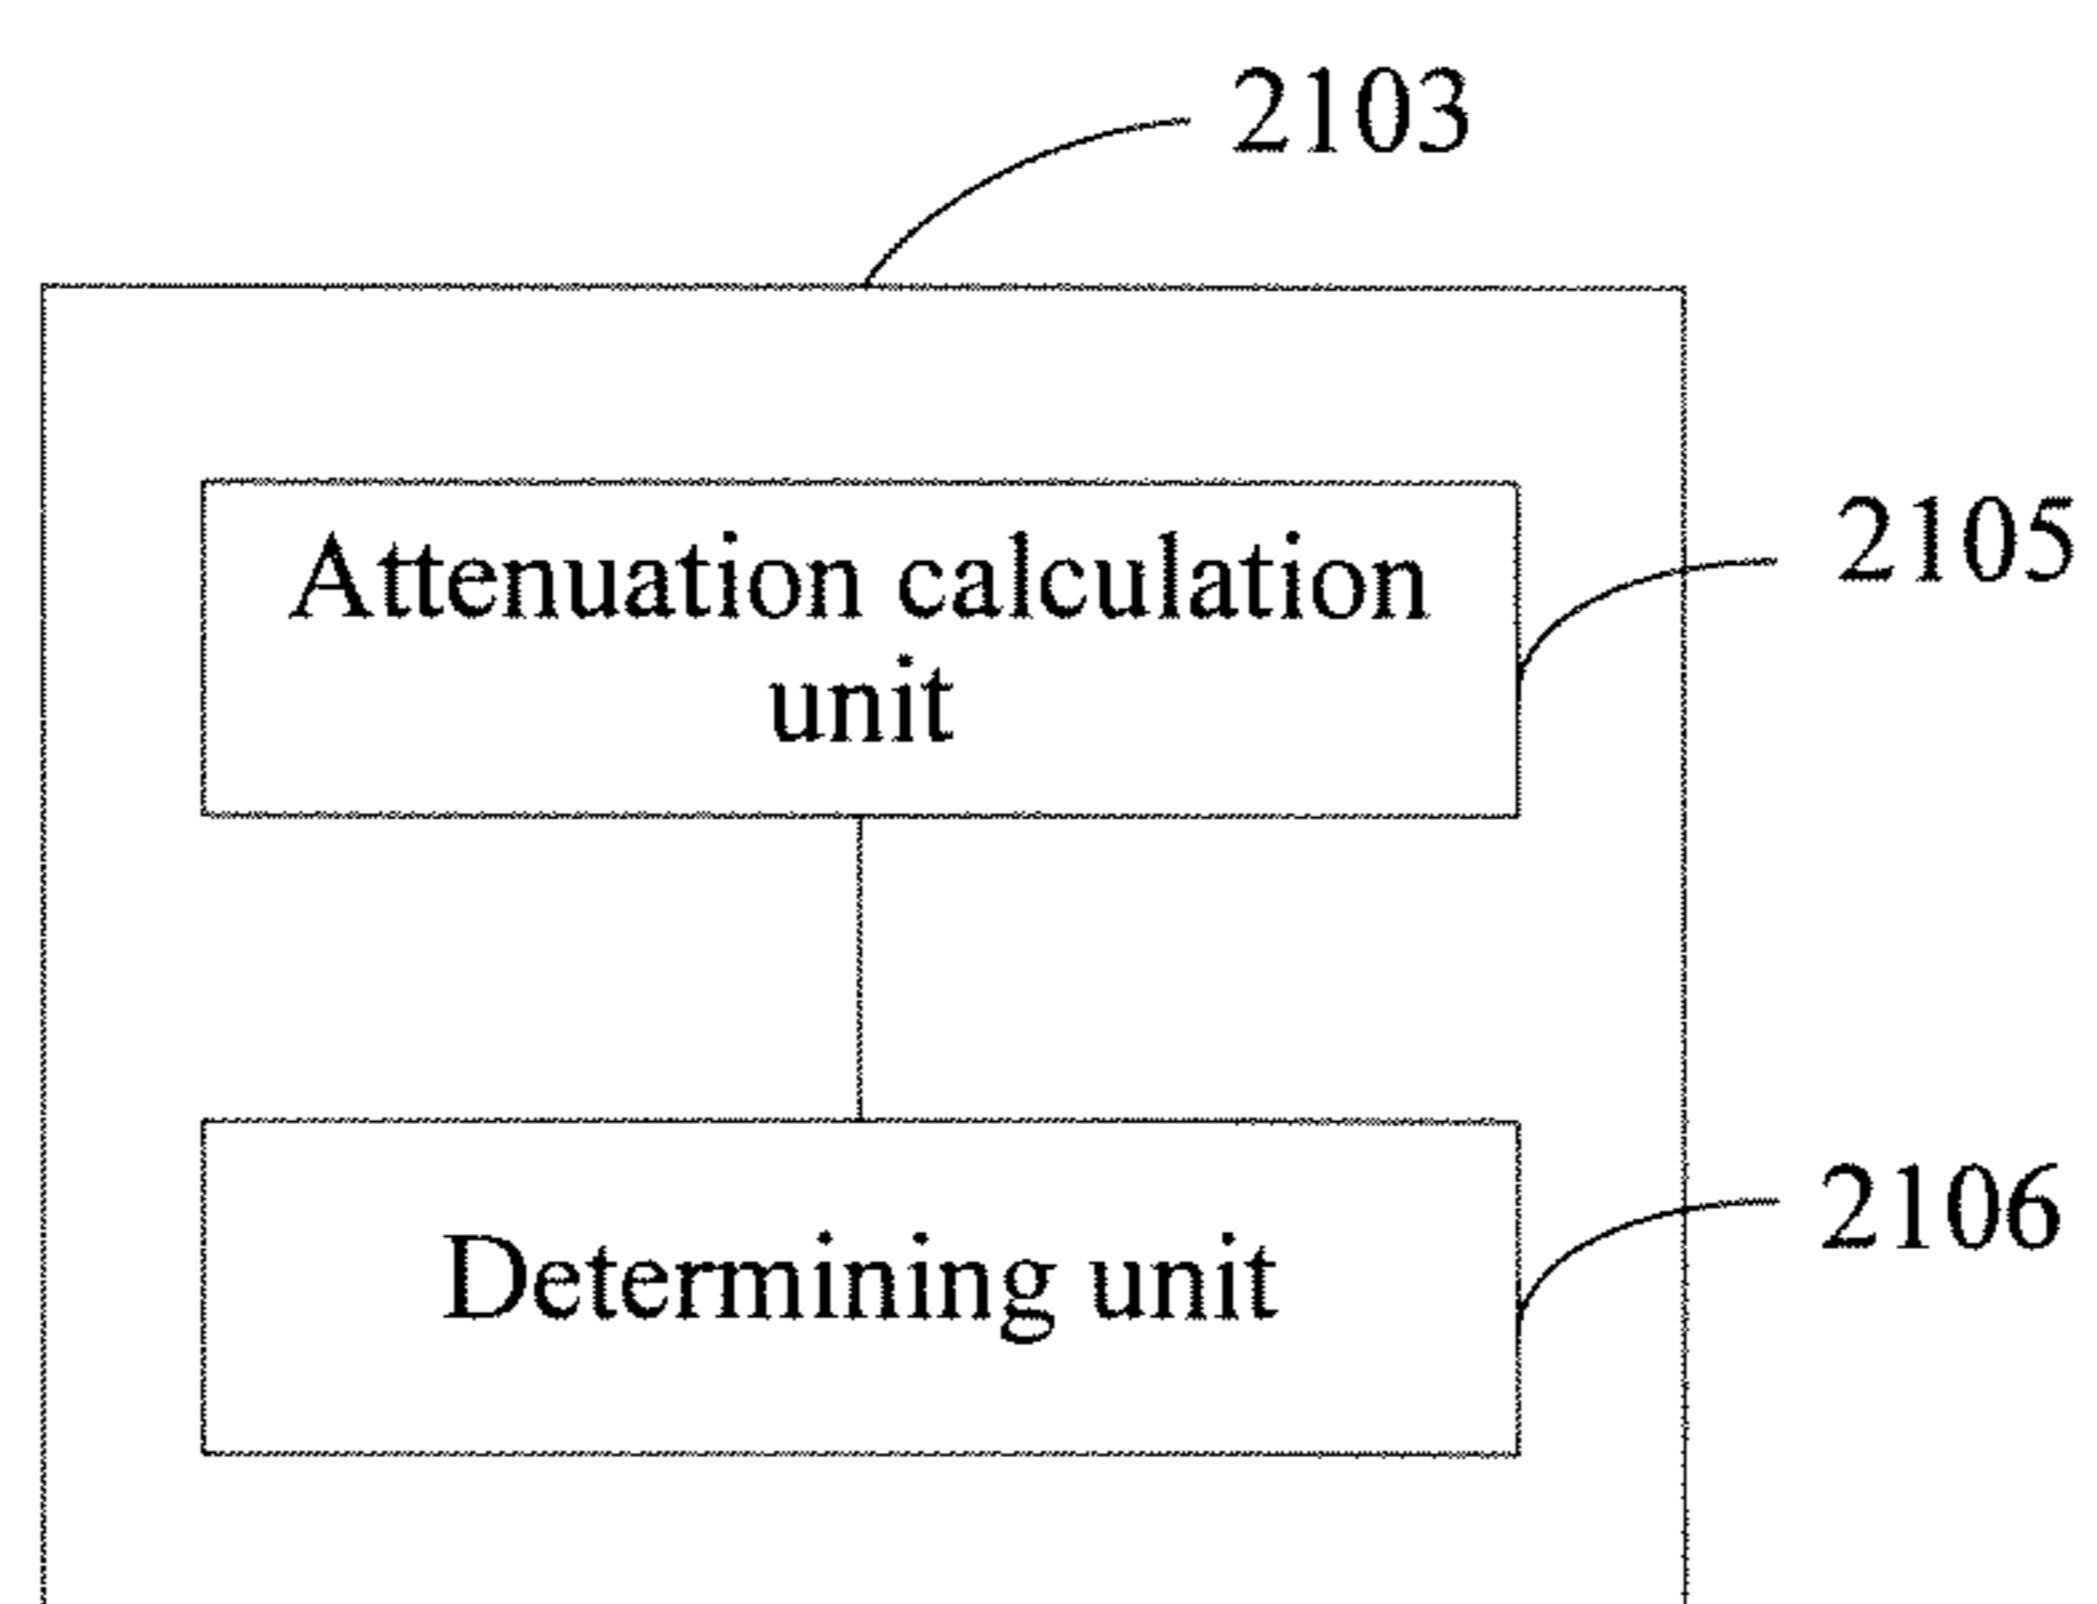 2103
Attenuation calculation
unit
2105
Determining unit
2106